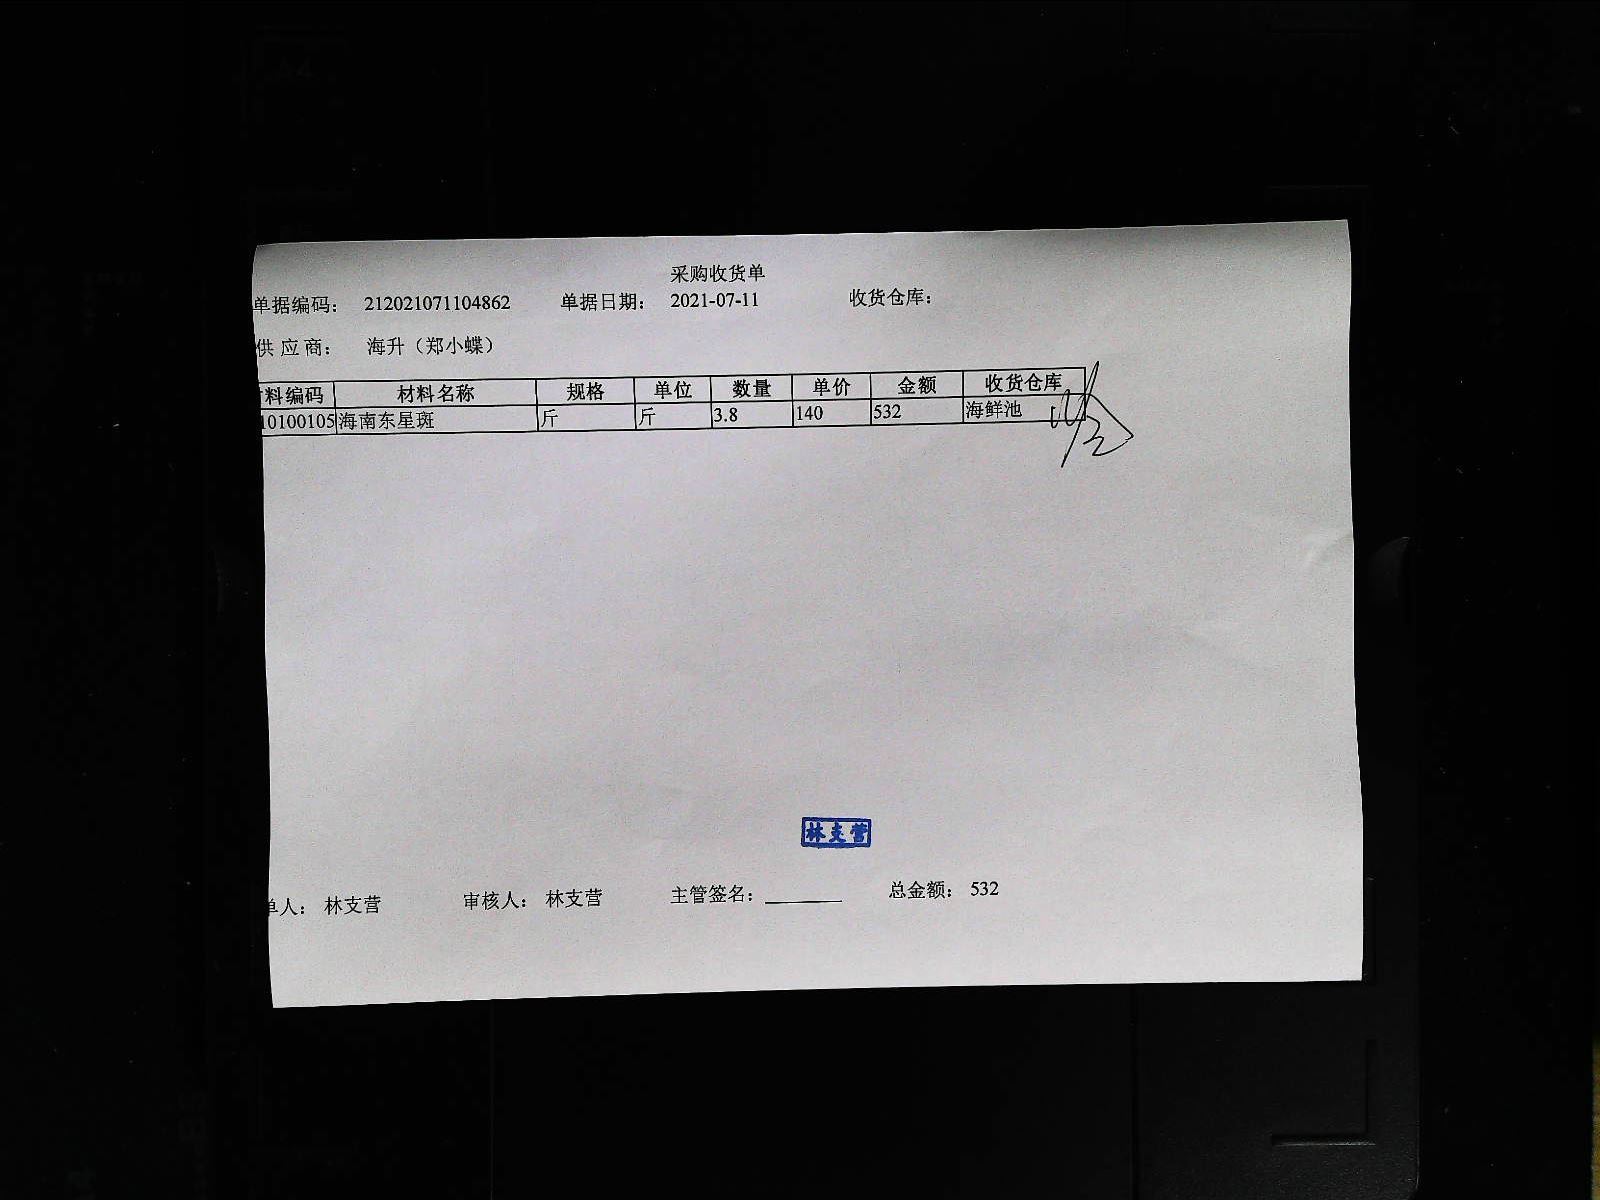 采购收货单
单据编码： 212021071104862 单据日期： 2021-07-11 收货仓库：
供应商： 海升（郑小蝶）
料编码 材料名称 规格 单位 数量 单价 金额 收货仓库
10100105 海南东星斑 斤 斤 3.8 140 532 海鲜池
林支营
单人： 林支营 审核人： 林支营 主管签名： 总金额： 532